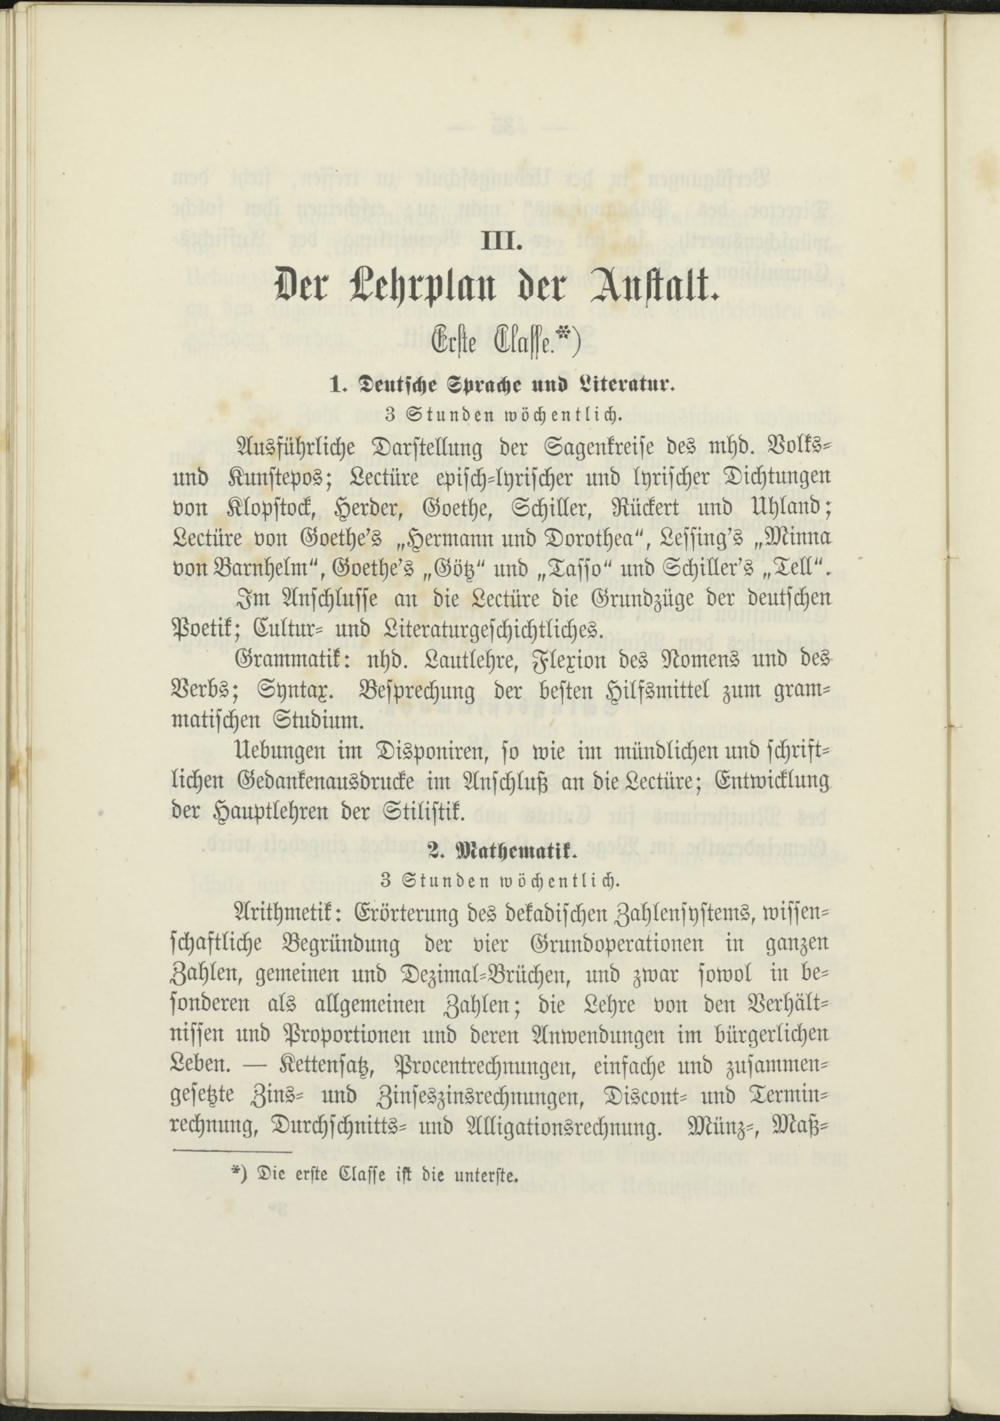 III.
Der Lehrplan der Anstalt.
Erste Classe.*)
1. Deutsche Sprache und Literatur.
3 Stunden wöchentlich.
Ausführliche Darstellung der Sagenkreise des mhd. Volks-
und Kunstepos; Lectüre episch-lyrischer und lyrischer Dichtungen
von Klopstock, Herder, Goethe, Schiller, Rückert und Uhland;
Lectüre von Goethe's „Hermann und Dorothea“, Lessing's „Minna
von Barnhelm“, Goethe's „Götz“ und „Tasso“ und Schiller's „Tell“.
Im Anschlusse an die Lectüre die Grundzüge der deutschen
Poetik; Cultur- und Literaturgeschichtliches.
Grammatik: nhd. Lautlehre, Flexion des Nomens und des
Verbs; Syntax. Besprechung der besten Hilfsmittel zum gram-
matischen Studium.
Uebungen im Disponiren, so wie im mündlichen und schrift-
lichen Gedankenausdrucke im Anschluß an die Lectüre; Entwicklung
der Hauptlehren der Stilistik.
2. Mathematik.
3 Stunden wöchentlich.
Arithmetik: Erörterung des dekadischen Zahlensystems, wissen-
schaftliche Begründung der vier Grundoperationen in ganzen
Zahlen, gemeinen und Dezimal-Brüchen, und zwar sowol in be-
sonderen als allgemeinen Zahlen; die Lehre von den Verhält-
nissen und Proportionen und deren Anwendungen im bürgerlichen
Leben. — Kettensatz, Procentrechnungen, einfache und zusammen-
gesetzte Zins- und Zinseszinsrechnungen, Discont- und Termin-
rechnung, Durchschnitts- und Alligationsrechnung. Münz-, Maß-
*) Die erste Classe ist die unterste.